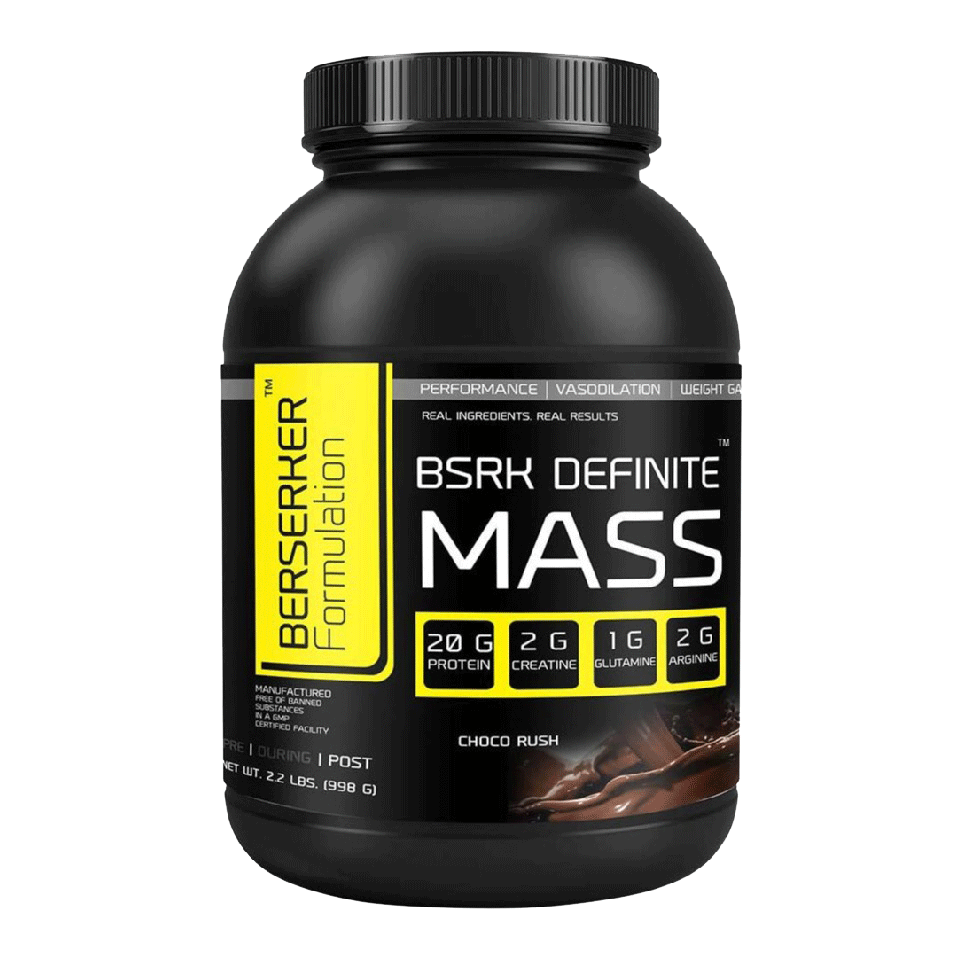 PERFORMANCE | VASODILATION | WEIGHT GA
REAL INGREDIENTS. REAL RESULTS
BERSERKER™
Formulation
BSRK DEFINITE™
MASS
20 G PROTEIN
2 G CREATINE
1 G GLUTAMINE
2 G ARGININE
MANUFACTURED
FREE OF BANNED
SUBSTANCES
IN A GMP
CERTIFIED FACILITY
CHOCO RUSH
PRE | DURING | POST
NET WT. 2.2 LBS. (998 G)